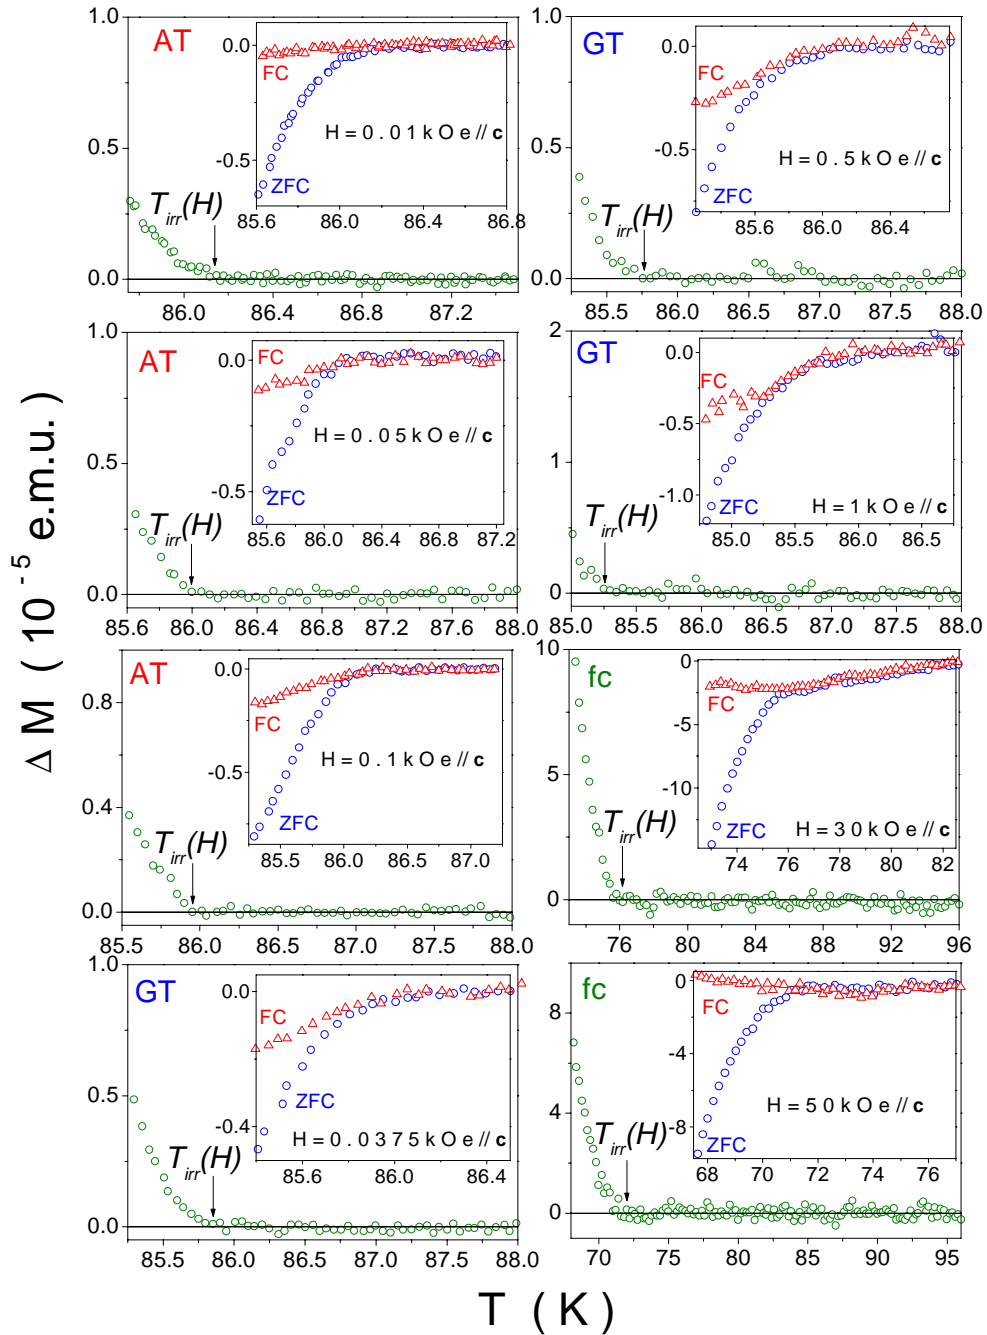 ΔM (10⁻⁵ e.m.u.)
1.0
0.5
0.0
AT
0.0
-0.5
FC
ZFC
H = 0.01 kOe // c
85.6 86.0 86.4 86.8
T_irr(H)
86.0 86.4 86.8 87.2
1.0
0.5
0.0
GT
0.0
-0.5
FC
ZFC
H = 0.5 kOe // c
85.6 86.0 86.4
T_irr(H)
85.5 86.0 86.5 87.0 87.5 88.0
1.0
0.5
0.0
AT
0.0
-0.5
FC
ZFC
H = 0.05 kOe // c
85.6 86.0 86.4 86.8 87.2
T_irr(H)
85.6 86.0 86.4 86.8 87.2 87.6 88.0
2
1
0
GT
0.0
-0.5
-1.0
FC
ZFC
H = 1 kOe // c
85.0 85.5 86.0 86.5
T_irr(H)
85.0 85.5 86.0 86.5 87.0 87.5 88.0
0.8
0.4
0.0
AT
0.0
-0.5
FC
ZFC
H = 0.1 kOe // c
85.5 86.0 86.5 87.0
T_irr(H)
85.5 86.0 86.5 87.0 87.5 88.0
10
5
0
fc
0
-5
-10
FC
ZFC
H = 30 kOe // c
74 76 78 80 82
T_irr(H)
76 80 84 88 92 96
1.0
0.5
0.0
GT
0.0
-0.4
FC
ZFC
H = 0.0375 kOe // c
85.6 86.0 86.4
T_irr(H)
85.5 86.0 86.5 87.0 87.5 88.0
8
4
0
fc
0
-4
-8
FC
ZFC
H = 50 kOe // c
68 70 72 74 76
T_irr(H)
70 75 80 85 90 95
T (K)